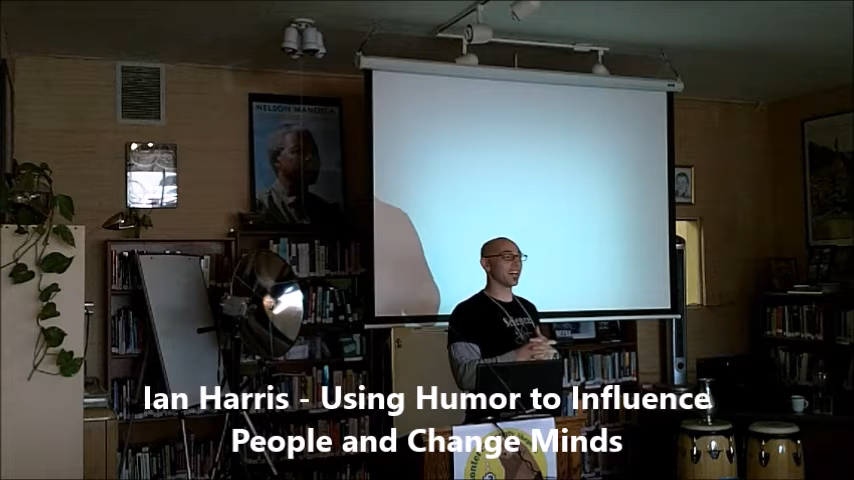 NELSON MANDELA
Ian Harris - Using Humor to Influence
People and Change Minds